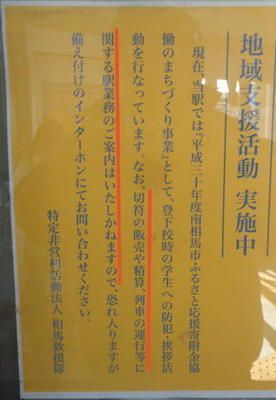 地域支援活動 実施中
現在、当駅では『平成三十年度南相馬市ふるさと応援寄附金協
働のまちづくり事業』として、登下校時の学生への防犯・挨拶活
動を行なっています。なお、切符の販売や精算、列車の運行等に
関する駅業務のご案内はいたしかねますので、恐れ入りますが
備え付けのインターホンにてお問い合わせください。
特定非営利活動法人 相馬救援隊